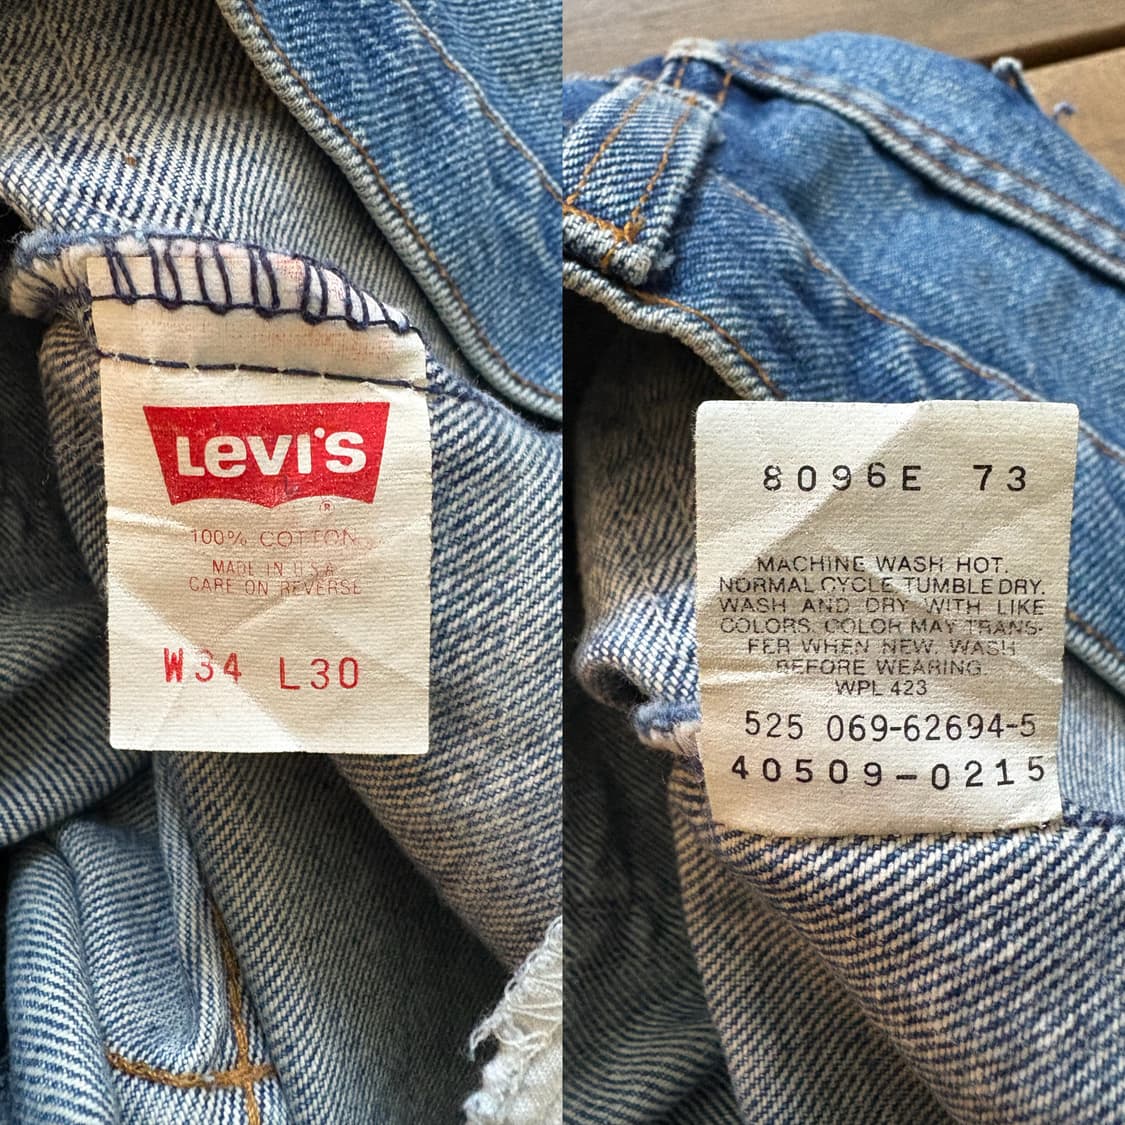 LEVI'S
®
100% COTTON
MADE IN U.S.A.
CARE ON REVERSE
W34 L30
8096E 73
MACHINE WASH HOT.
NORMAL CYCLE TUMBLE DRY.
WASH AND DRY WITH LIKE
COLORS. COLOR MAY TRANS-
FER WHEN NEW. WASH
BEFORE WEARING.
WPL 423
525 069-62694-5
40509-0215